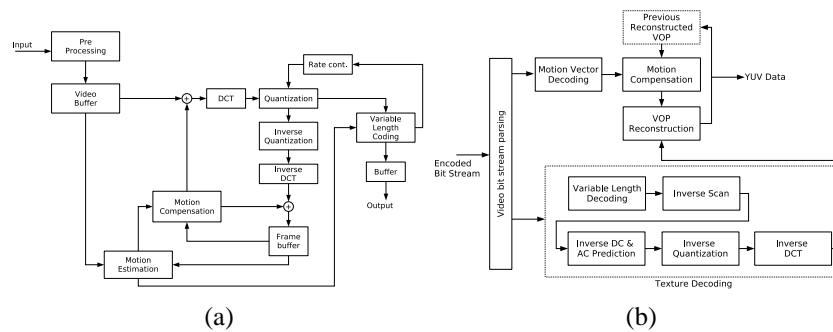 Input
Pre
Processing
Video
Buffer
+
DCT
Rate cont.
Quantization
Inverse
Quantization
Inverse
DCT
Variable
Length
Coding
Buffer
Output
Motion
Compensation
+
Frame
buffer
Motion
Estimation
(a)
Previous
Reconstructed
VOP
Motion Vector
Decoding
Motion
Compensation
YUV Data
VOP
Reconstruction
Encoded
Bit Stream
Video bit stream parsing
Variable Length
Decoding
Inverse Scan
Inverse DC &
AC Prediction
Inverse
Quantization
Inverse
DCT
Texture Decoding
(b)